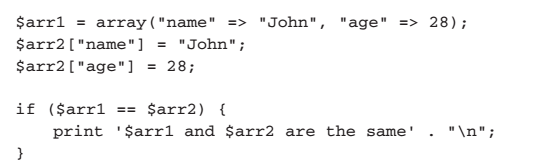 $arr1 = array("name" => "John", "age" => 28);
$arr2["name"] = "John";
$arr2["age"] = 28;

if ($arr1 == $arr2) {
    print '$arr1 and $arr2 are the same' . "\n";
}